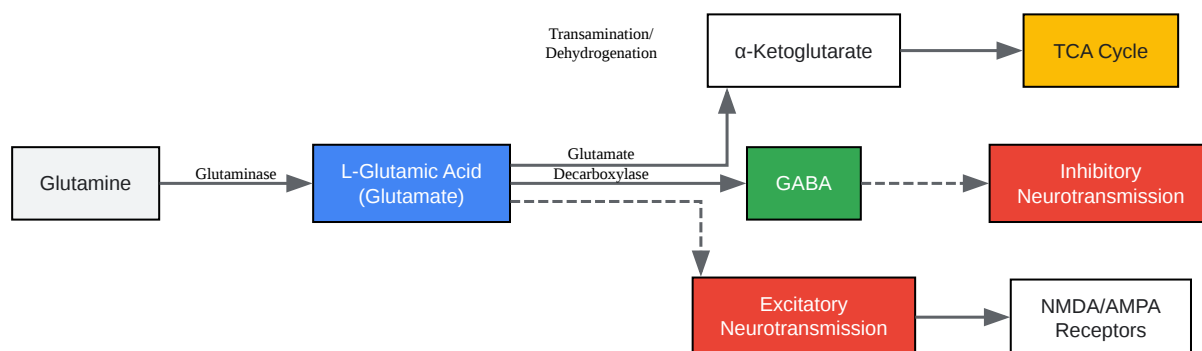 Transamination/
Dehydrogenation
α-Ketoglutarate
TCA Cycle
Glutamine
Glutaminase
L-Glutamic Acid
(Glutamate)
Glutamate
Decarboxylase
GABA
Inhibitory
Neurotransmission
Excitatory
Neurotransmission
NMDA/AMPA
Receptors